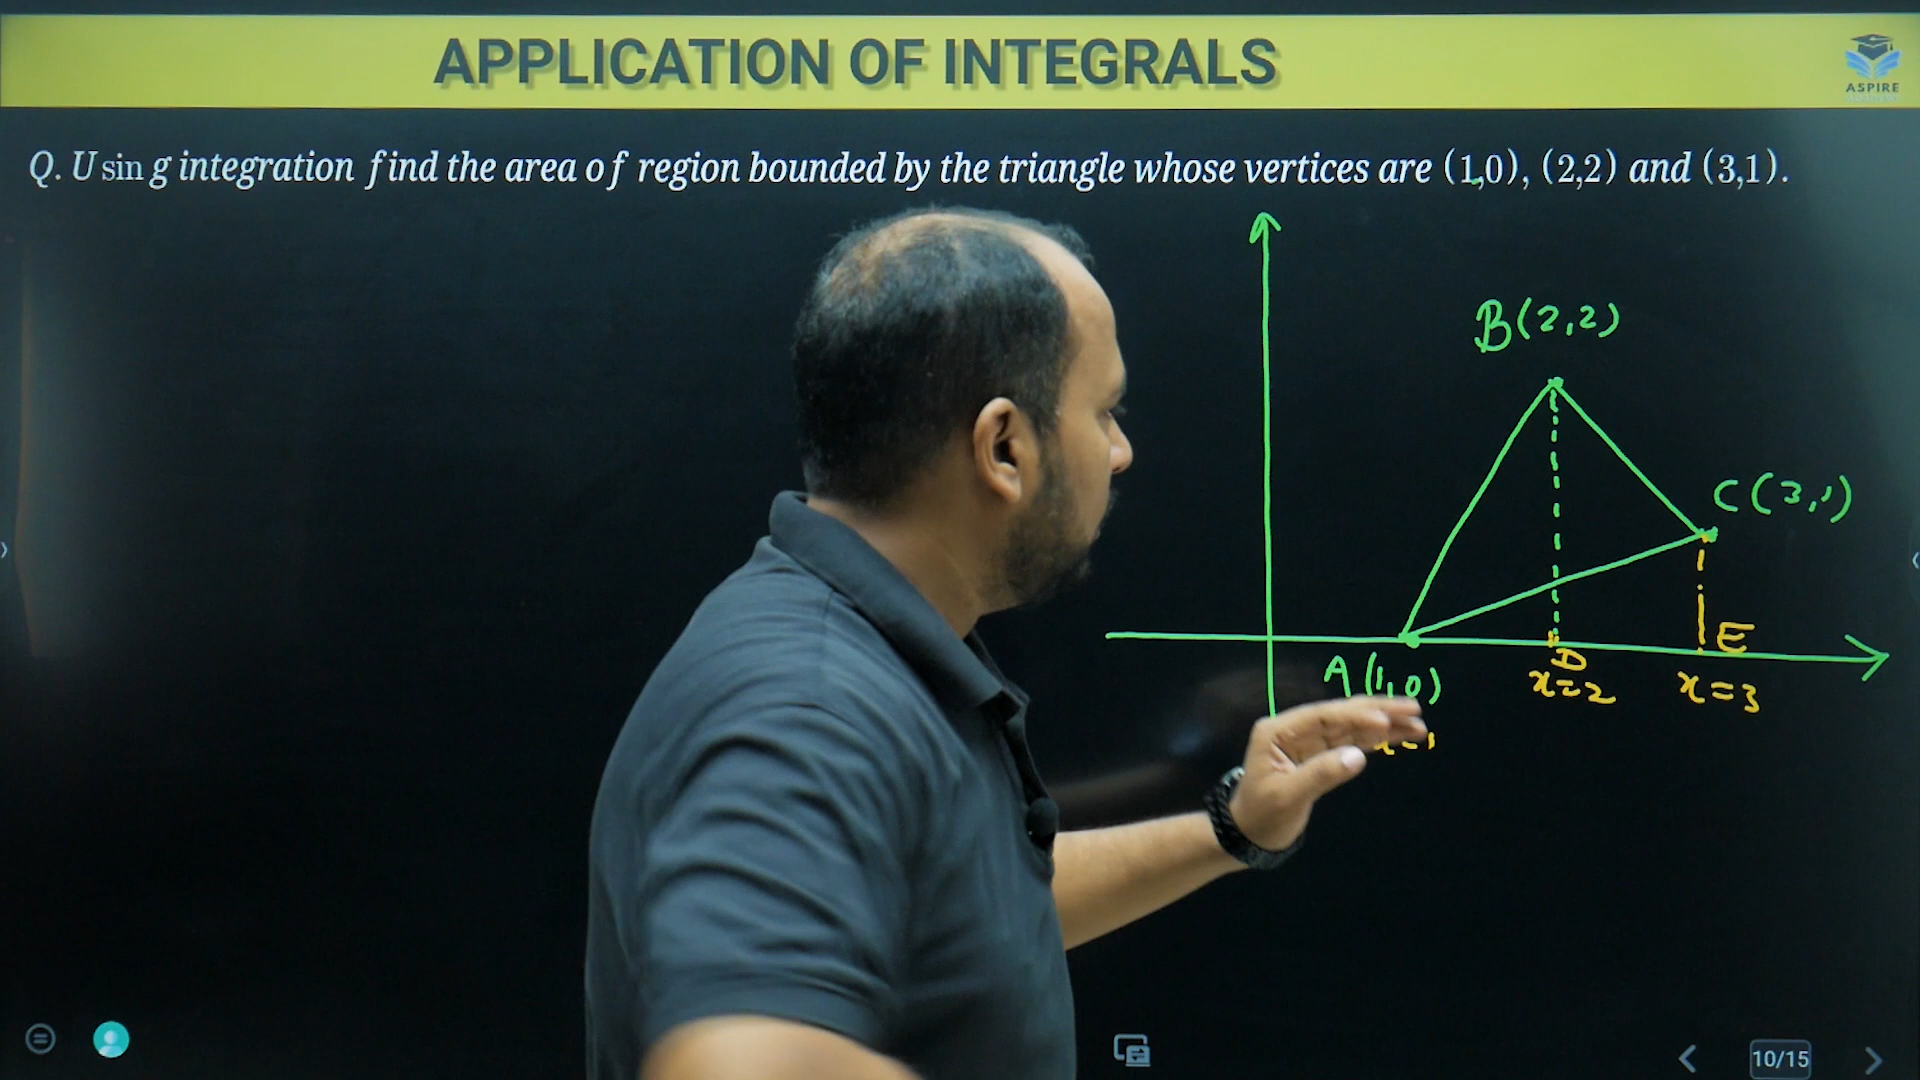 APPLICATION OF INTEGRALS
ASPIRE
Q. U sin g integration find the area of region bounded by the triangle whose vertices are (1,0), (2,2) and (3,1).
B(2,2)
C(3,1)
E
D
A(1,0)
x=2
x=3
10/15